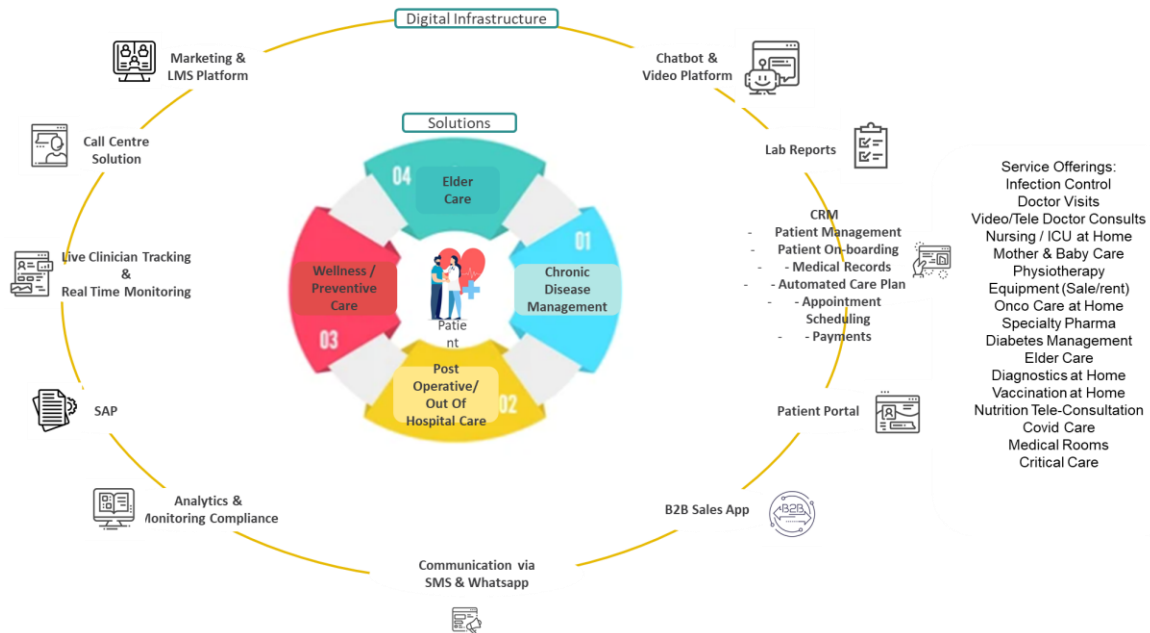 Digital Infrastructure
Marketing &
LMS Platform
Chatbot &
Video Platform
Call Centre
Solution
Solutions
Lab Reports
04
Elder
Care
01
Chronic
Disease
Management
Wellness /
Preventive
Care
03
Patie
nt
Post
Operative/
Out Of
Hospital Care
02
Live Clinician Tracking
&
Real Time Monitoring
CRM
- Patient Management
- Patient On-boarding
- - Medical Records
- - Automated Care Plan
- - Appointment
Scheduling
- - Payments
SAP
Patient Portal
Analytics &
Monitoring Compliance
B2B Sales App
B2B
Communication via
SMS & Whatsapp
Service Offerings:
Infection Control
Doctor Visits
Video/Tele Doctor Consults
Nursing / ICU at Home
Mother & Baby Care
Physiotherapy
Equipment (Sale/rent)
Onco Care at Home
Specialty Pharma
Diabetes Management
Elder Care
Diagnostics at Home
Vaccination at Home
Nutrition Tele-Consultation
Covid Care
Medical Rooms
Critical Care